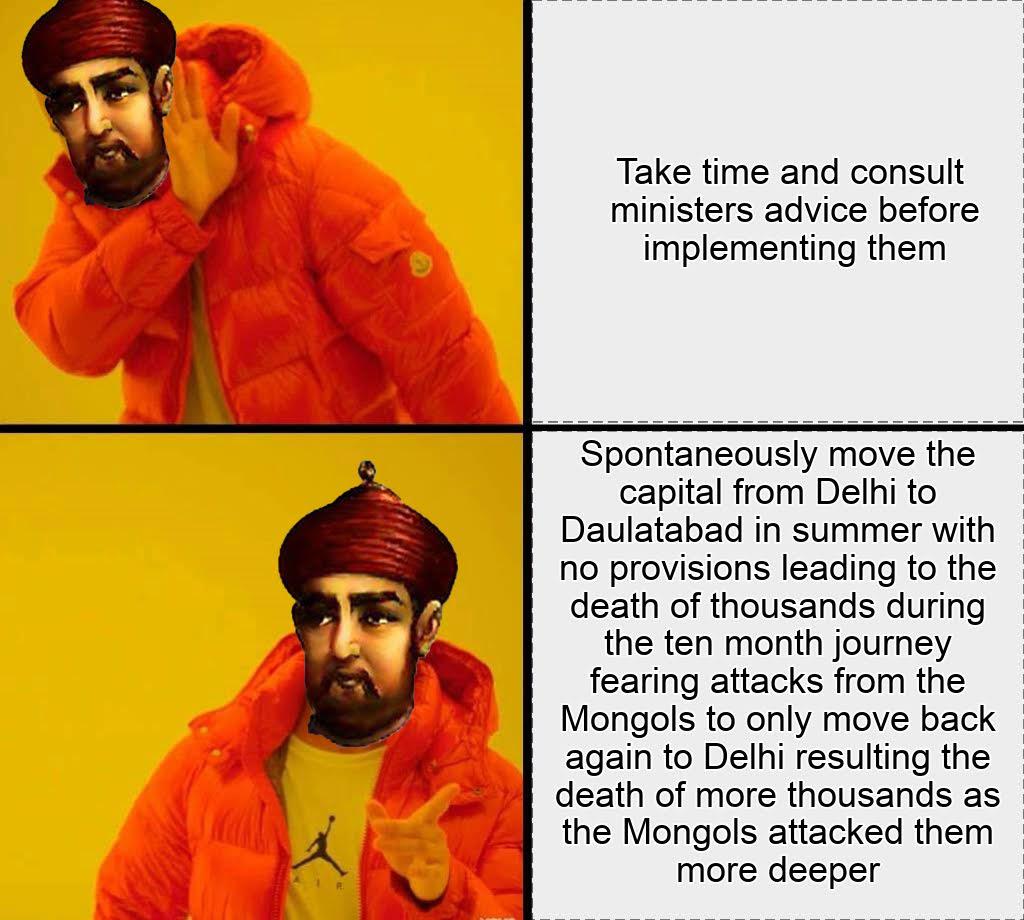 Take time and consult
ministers advice before
implementing them
Spontaneously move the
capital from Delhi to
Daulatabad in summer with
no provisions leading to the
death of thousands during
the ten month journey
fearing attacks from the
Mongols to only move back
again to Delhi resulting the
death of more thousands as
the Mongols attacked them
more deeper
A I R